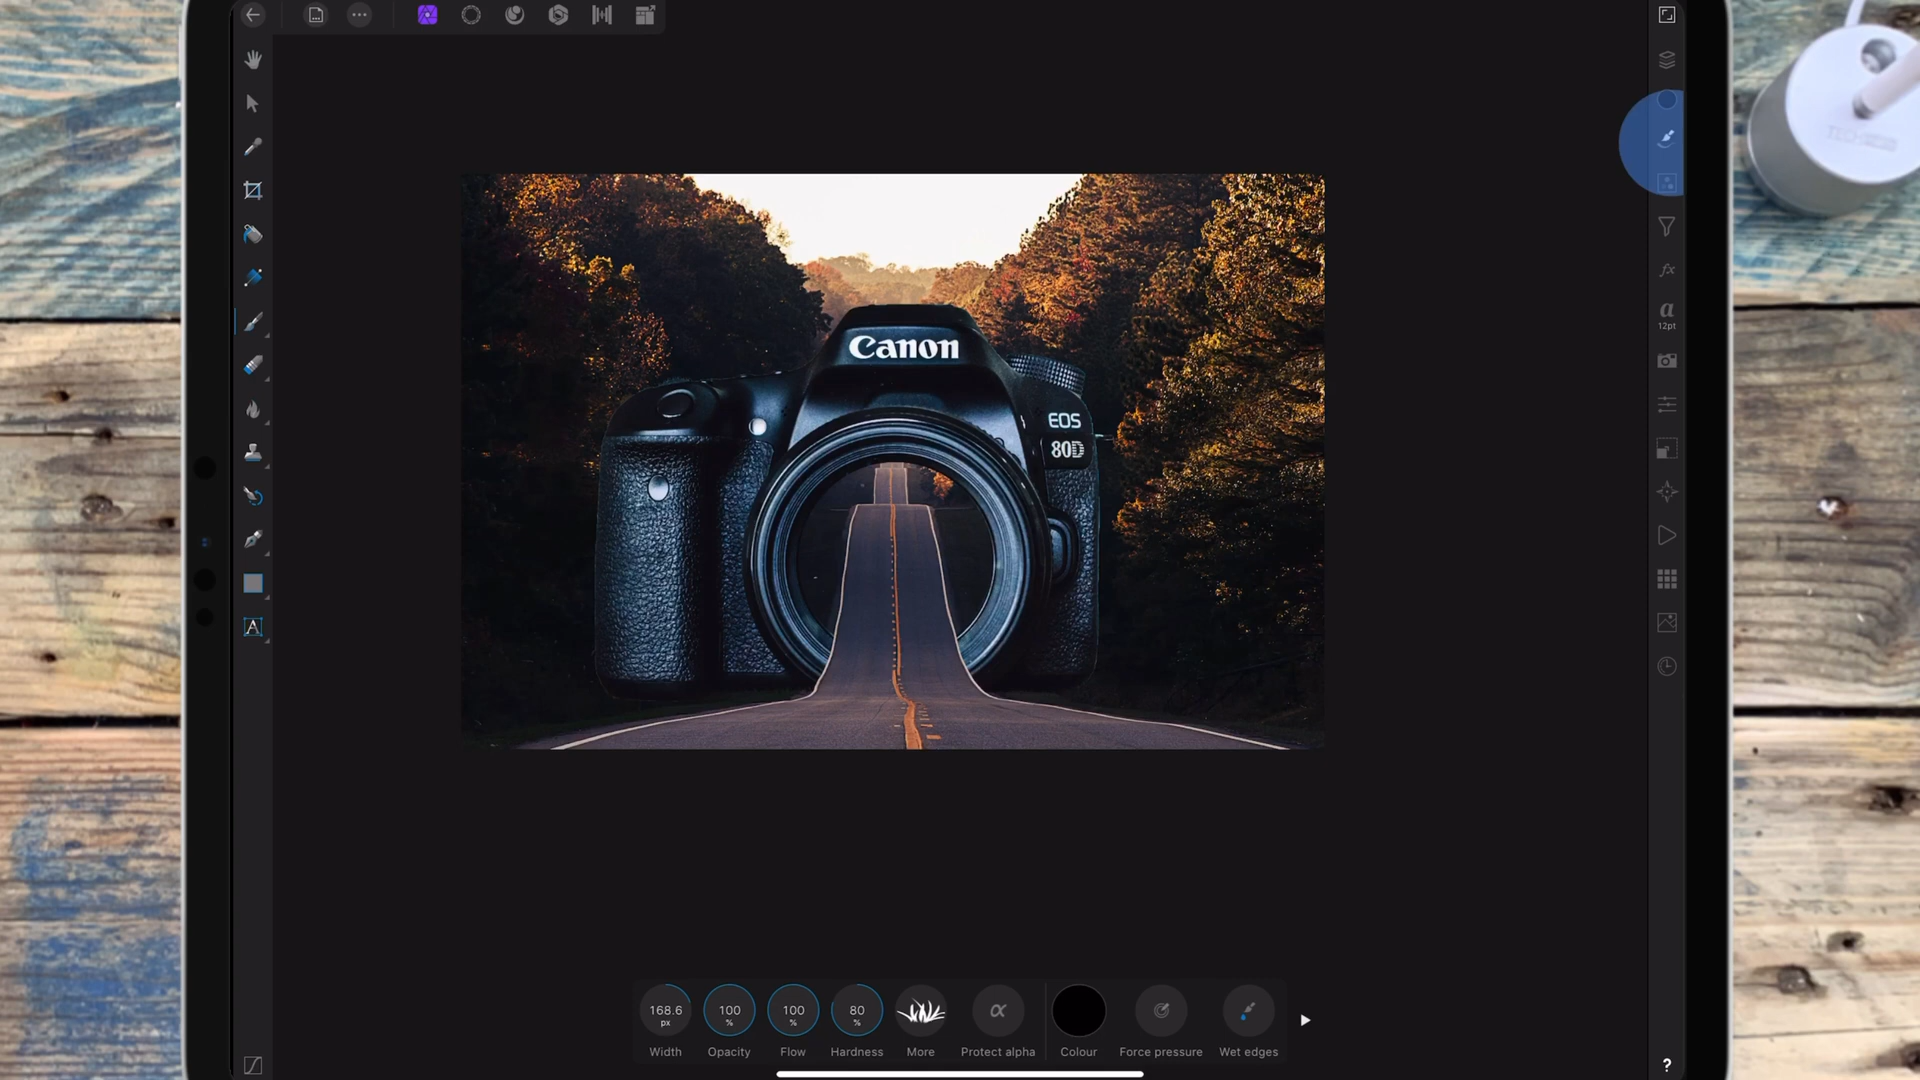 12pt
Canon
EOS
80D
168.6 px
100 %
100 %
80 %
Width
Opacity
Flow
Hardness
More
Protect alpha
Colour
Force pressure
Wet edges
?